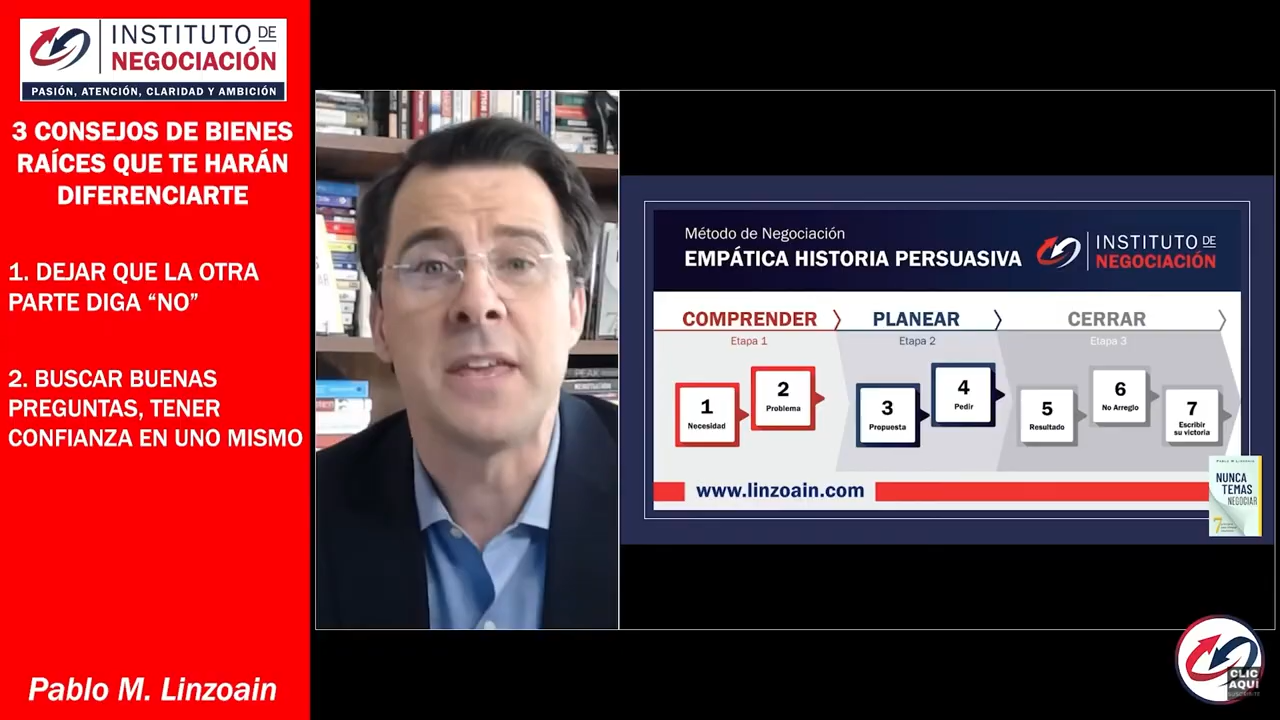 INSTITUTO DE
NEGOCIACIÓN
PASIÓN, ATENCIÓN, CLARIDAD Y AMBICIÓN
3 CONSEJOS DE BIENES
RAÍCES QUE TE HARÁN
DIFERENCIARTE
1. DEJAR QUE LA OTRA
PARTE DIGA “NO”
2. BUSCAR BUENAS
PREGUNTAS, TENER
CONFIANZA EN UNO MISMO
Pablo M. Linzoain
Método de Negociación
EMPÁTICA HISTORIA PERSUASIVA
INSTITUTO DE
NEGOCIACIÓN
COMPRENDER
Etapa 1
PLANEAR
Etapa 2
CERRAR
Etapa 3
1
Necesidad
2
Problema
3
Propuesta
4
Pedir
5
Resultado
6
No Arreglo
7
Escribir
su victoria
www.linzoain.com
PABLO M LINZOAIN
NUNCA
TEMAS
NEGOCIAR
7
CLIC
AQUÍ